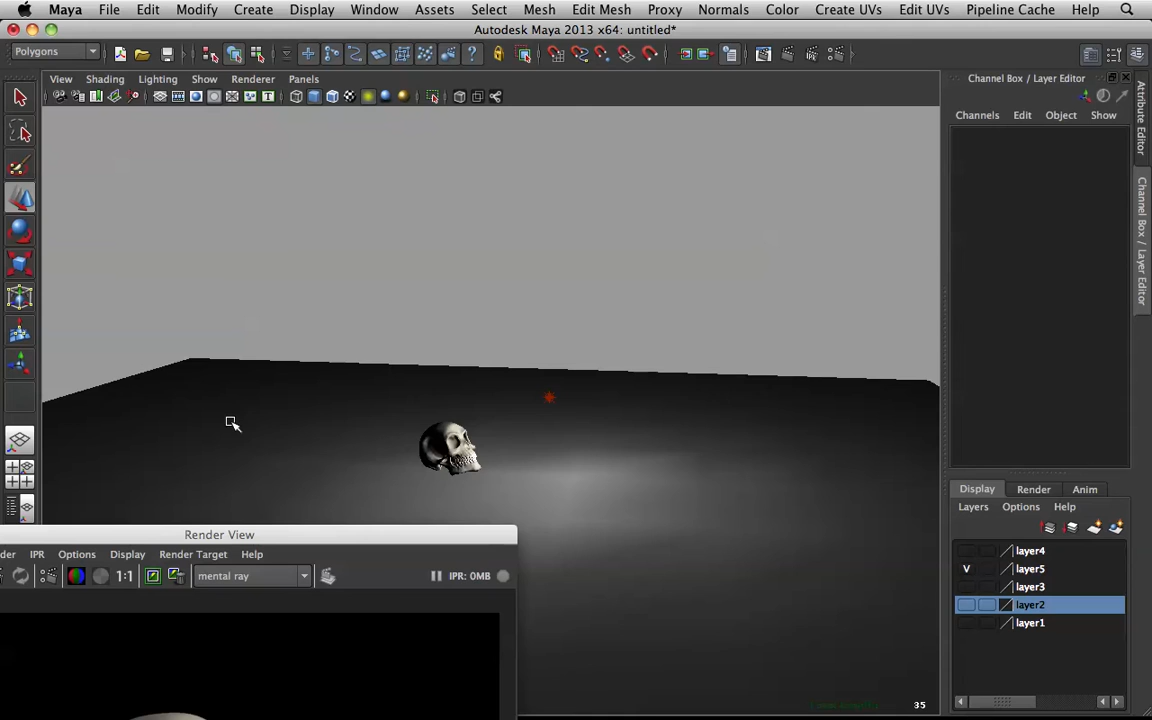 Maya File Edit Modify Create Display Window Assets Select Mesh Edit Mesh Proxy Normals Color Create UVs Edit UVs Pipeline Cache Help
Autodesk Maya 2013 x64: untitled*
Polygons
View Shading Lighting Show Renderer Panels
Channel Box / Layer Editor
Channels Edit Object Show
Attribute Editor
Channel Box / Layer Editor
Display Render Anim
Layers Options Help
layer4
V layer5
layer3
layer2
layer1
Render View
der IPR Options Display Render Target Help
1:1 mental ray IPR: 0MB
35